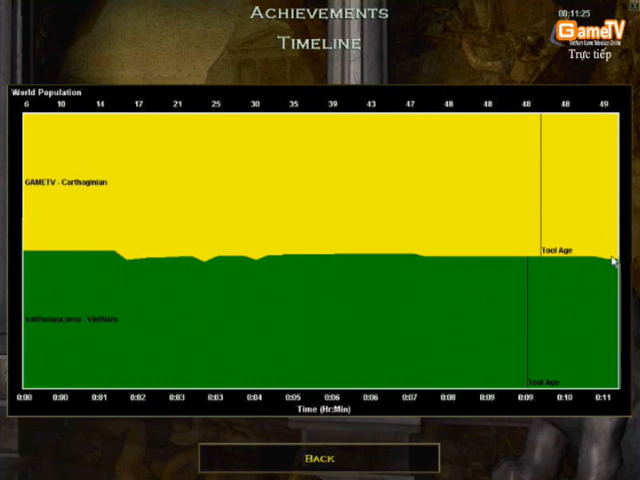 ACHIEVEMENTS
00:11:25
GameTV
TIMELINE
Trực tiếp
World Population
6 10 14 17 21 25 30 35 39 43 47 48 48 48 49
GAMETV - Carthaginian
Tool Age
VietNam
Tool Age
0:00 0:00 0:01 0:02 0:03 0:03 0:04 0:05 0:06 0:06 0:07 0:08 0:09 0:09 0:10 0:11
Time (Hr:Min)
BACK